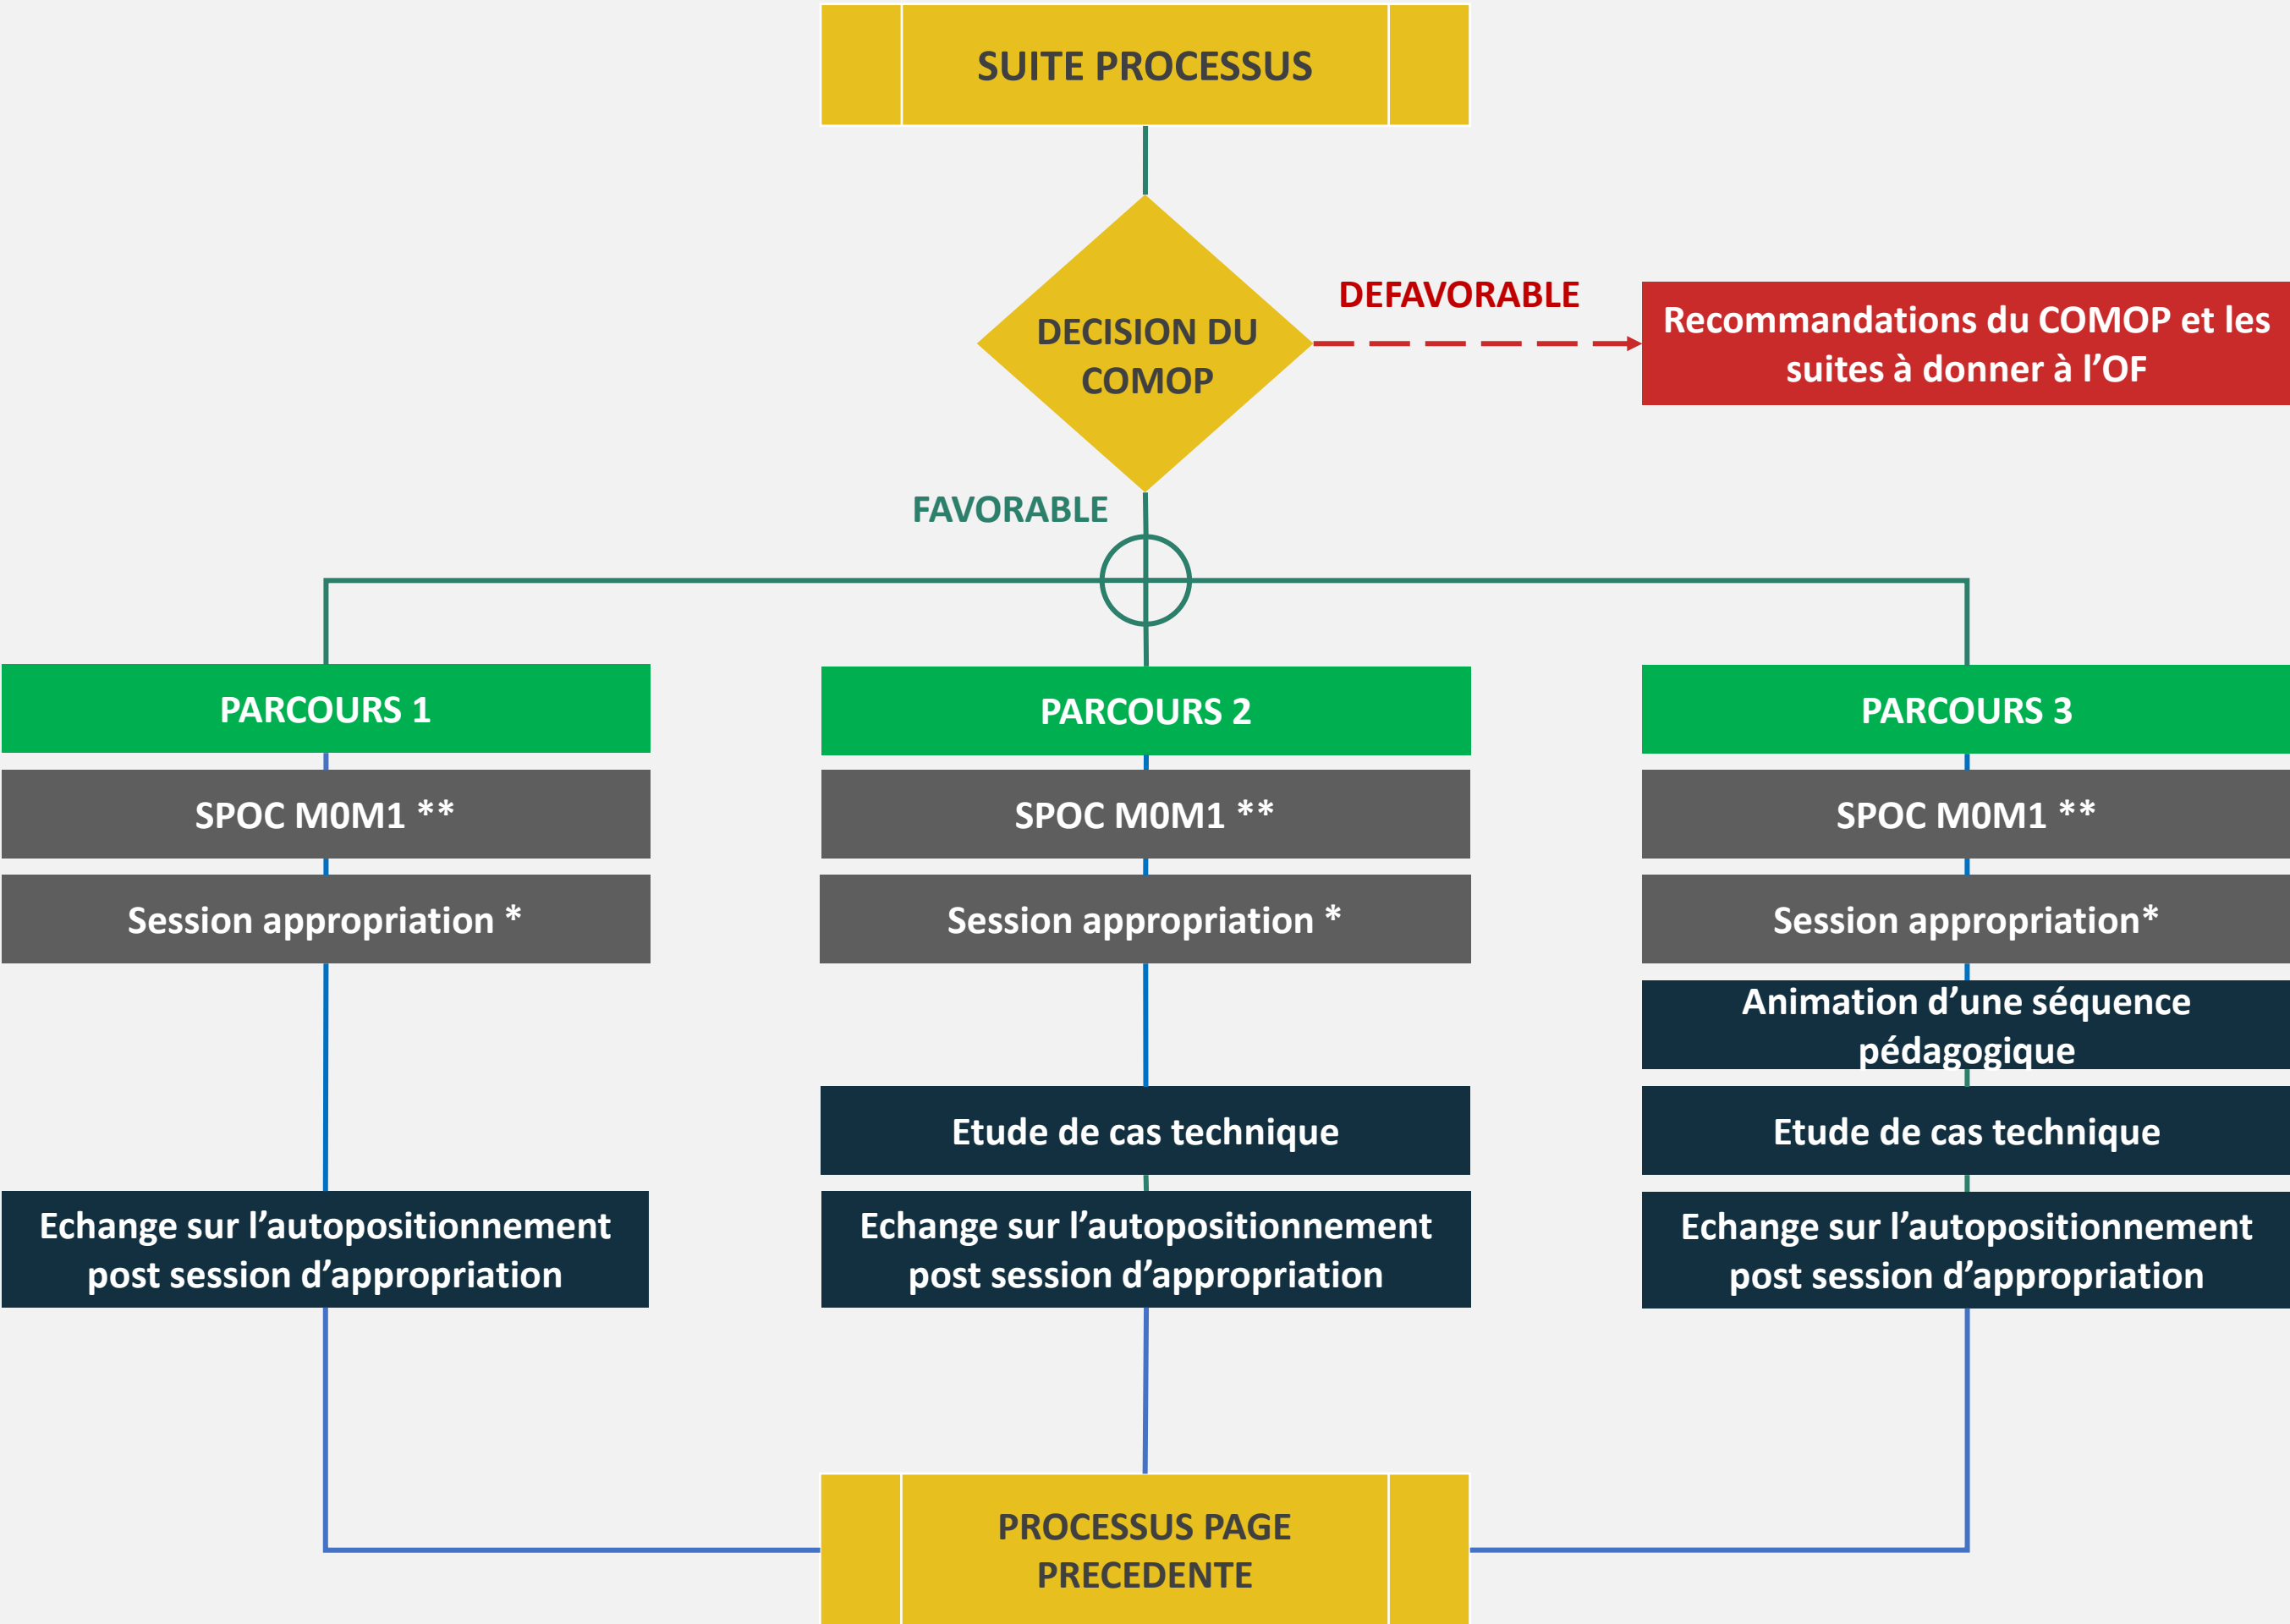 SUITE PROCESSUS
DECISION DU
COMOP
DEFAVORABLE
Recommandations du COMOP et les
suites à donner à l’OF
FAVORABLE
PARCOURS 1
SPOC M0M1 **
Session appropriation *
Echange sur l’autopositionnement
post session d’appropriation
PARCOURS 2
SPOC M0M1 **
Session appropriation *
Etude de cas technique
Echange sur l’autopositionnement
post session d’appropriation
PARCOURS 3
SPOC M0M1 **
Session appropriation*
Animation d’une séquence
pédagogique
Etude de cas technique
Echange sur l’autopositionnement
post session d’appropriation
PROCESSUS PAGE
PRECEDENTE